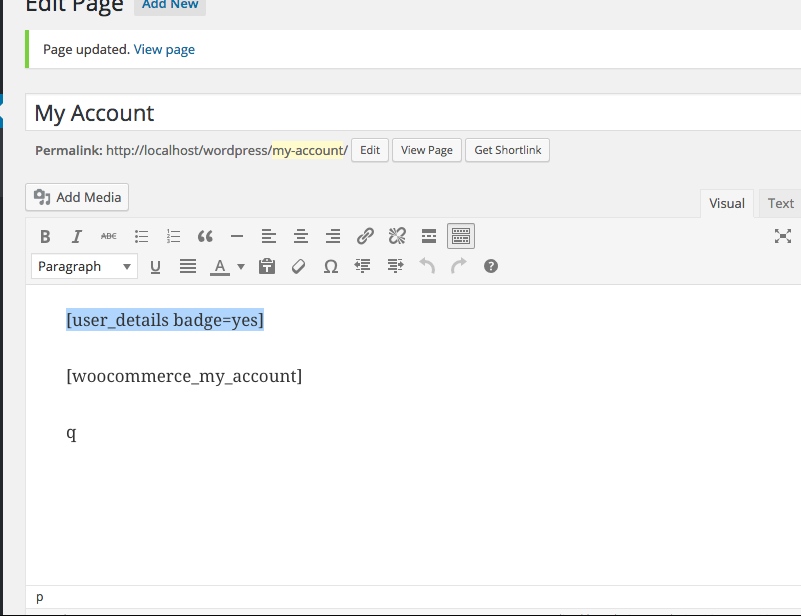 Edit Page Add New
Page updated. View page
My Account
Permalink: http://localhost/wordpress/my-account/ Edit View Page Get Shortlink
Add Media
Visual Text
B I ABC
Paragraph U A T Ω ?
[user_details badge=yes]
[woocommerce_my_account]
q
p